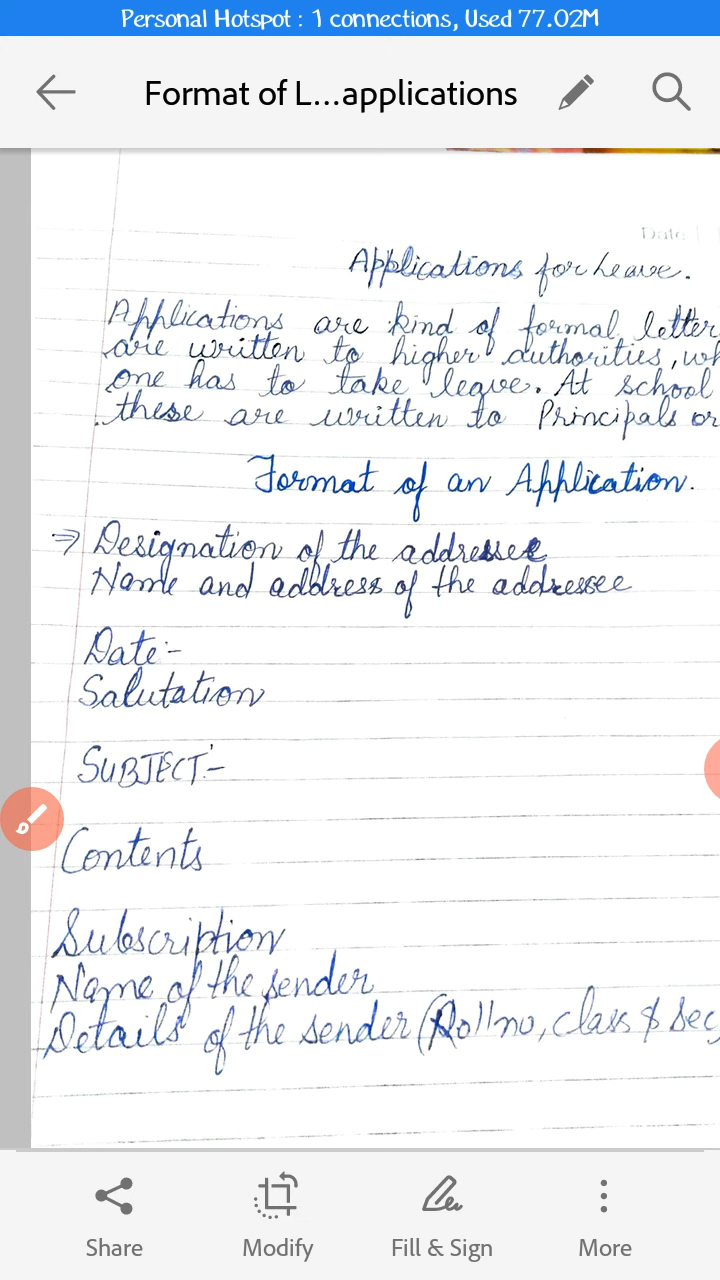 Personal Hotspot : 1 connections, Used 77.02M
Format of L...applications
Date
Applications for Leave.
Applications are kind of formal letter
are written to higher authorities, wh
one has to take leave. At school
these are written to Principals or
Format of an Application.
⇒ Designation of the addressee
Name and address of the addressee
Date:-
Salutation
SUBJECT:-
Contents
Subscription
Name of the sender
Details of the sender (Roll no, class & sec,
Share
Modify
Fill & Sign
More